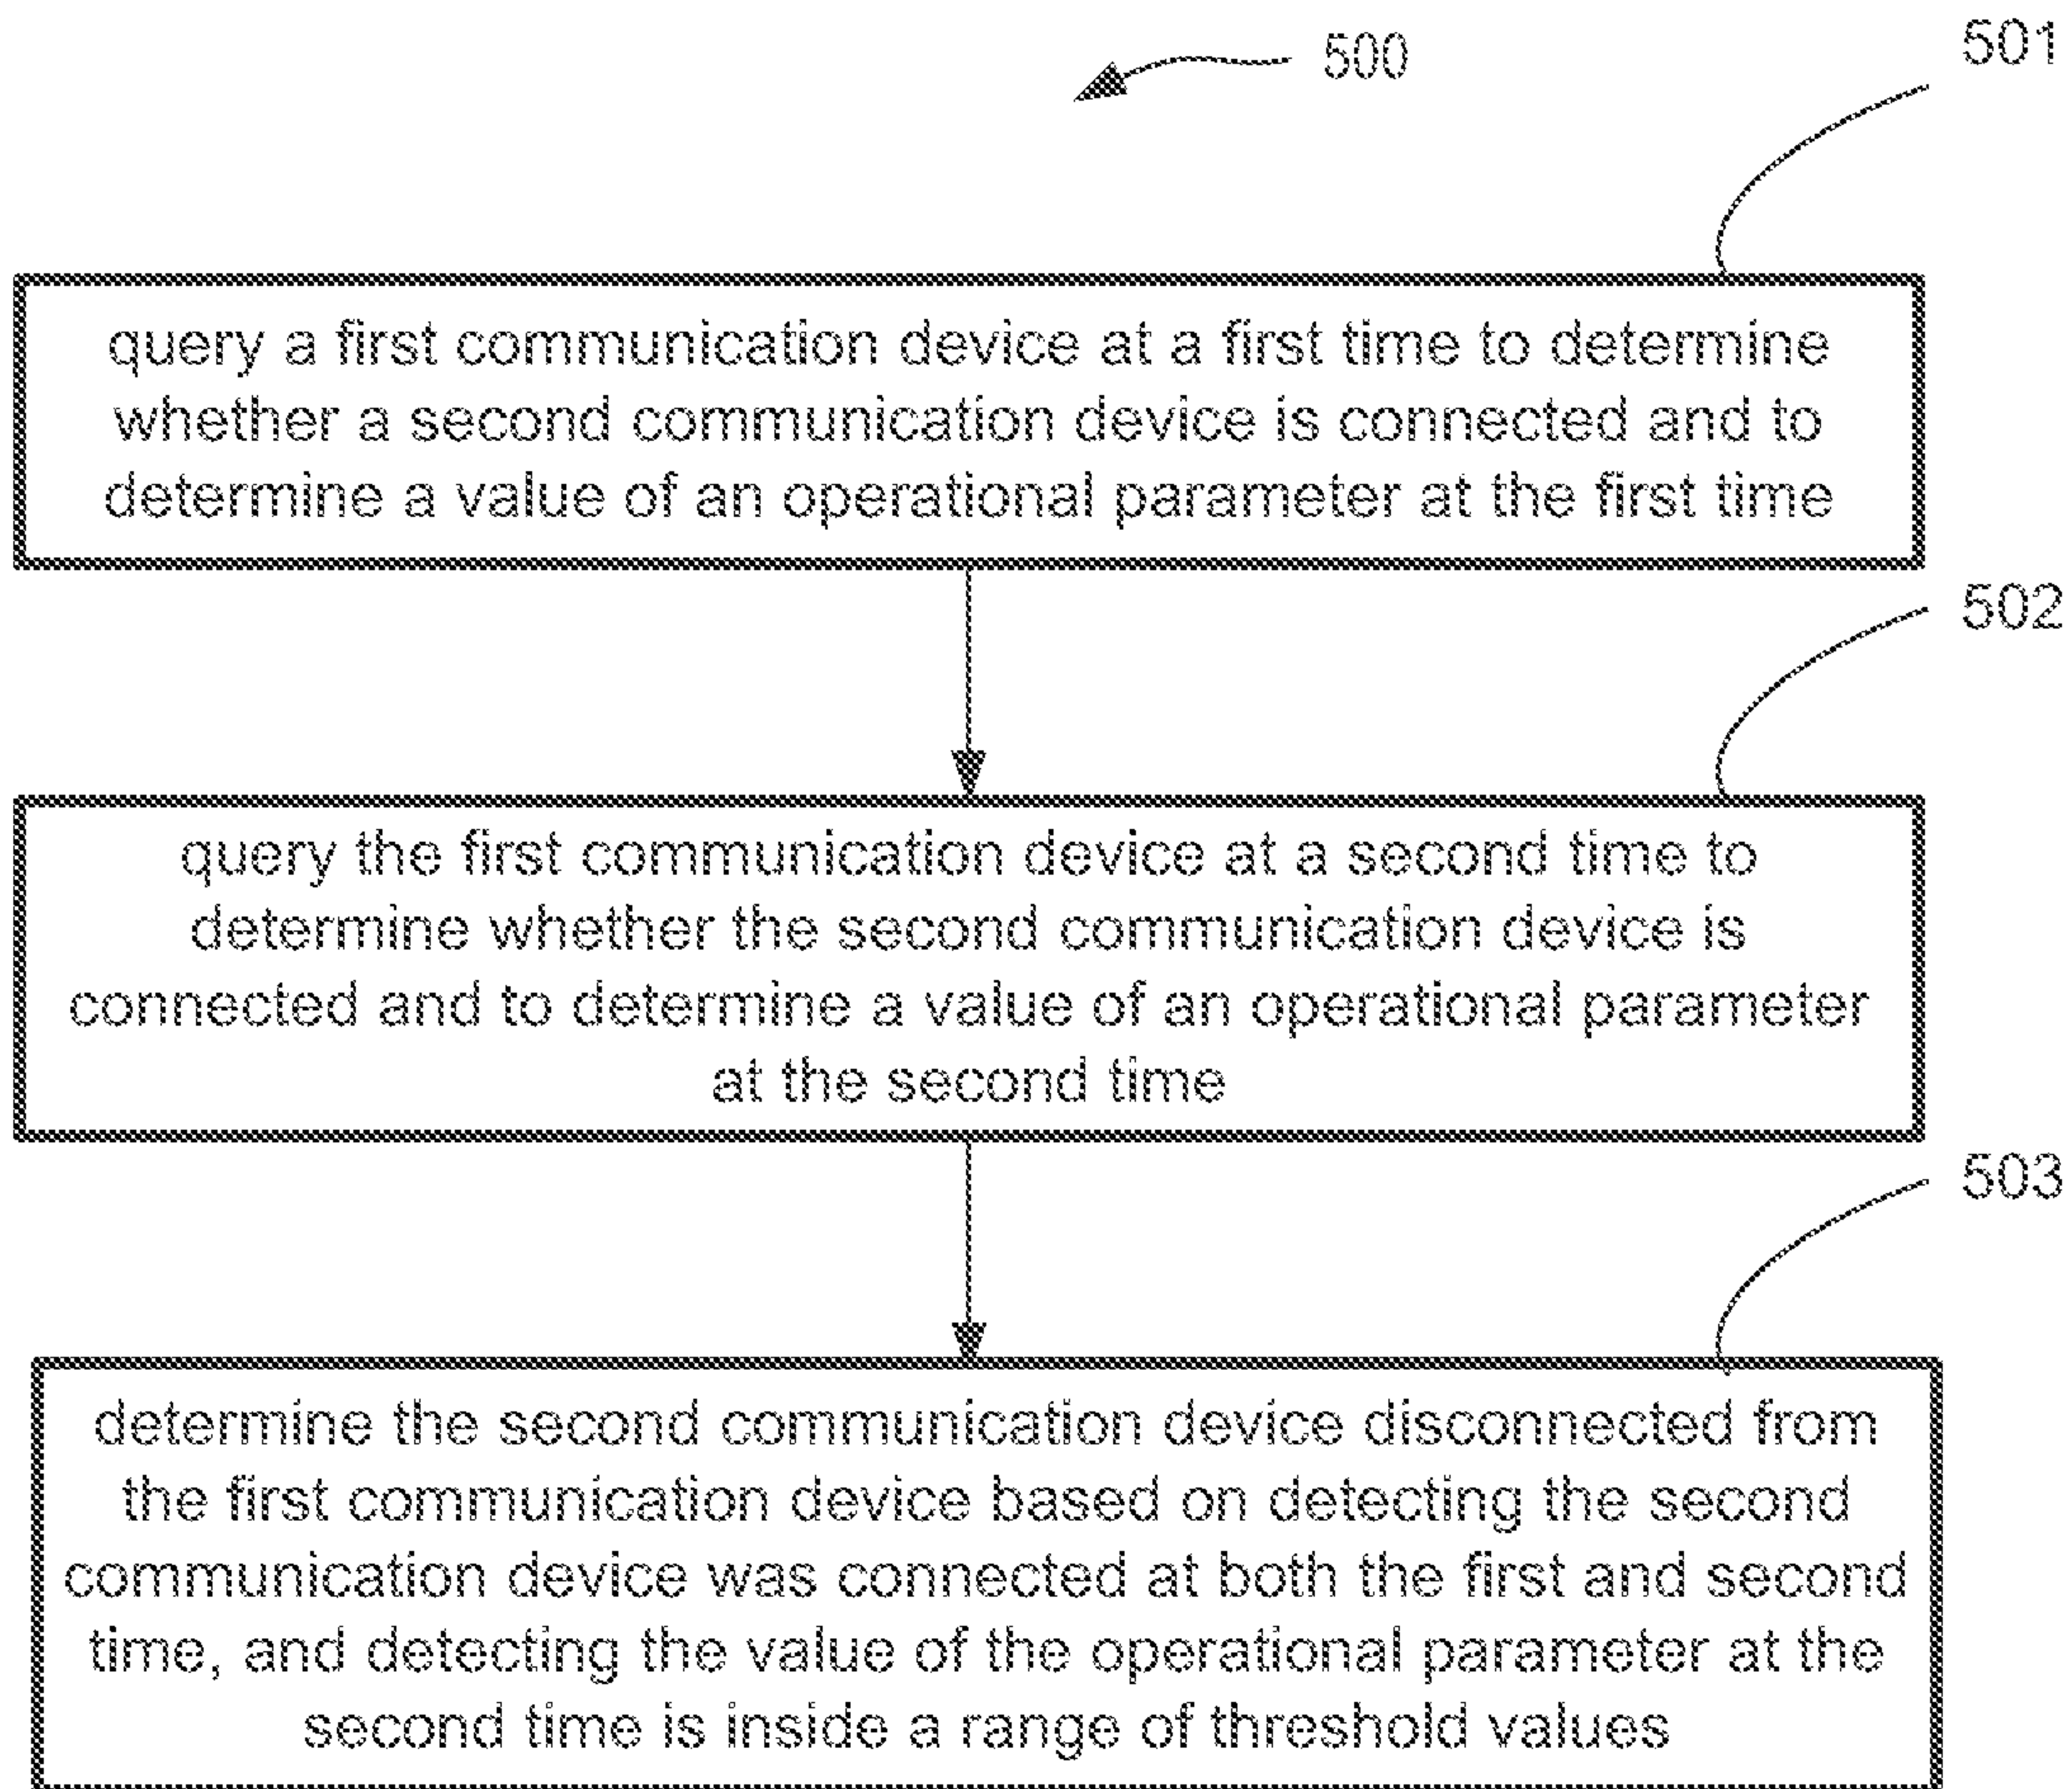 500
501
query a first communication device at a first time to determine
whether a second communication device is connected and to
determine a value of an operational parameter at the first time
502
query the first communication device at a second time to
determine whether the second communication device is
connected and to determine a value of an operational parameter
at the second time
503
determine the second communication device disconnected from
the first communication device based on detecting the second
communication device was connected at both the first and second
time, and detecting the value of the operational parameter at the
second time is inside a range of threshold values